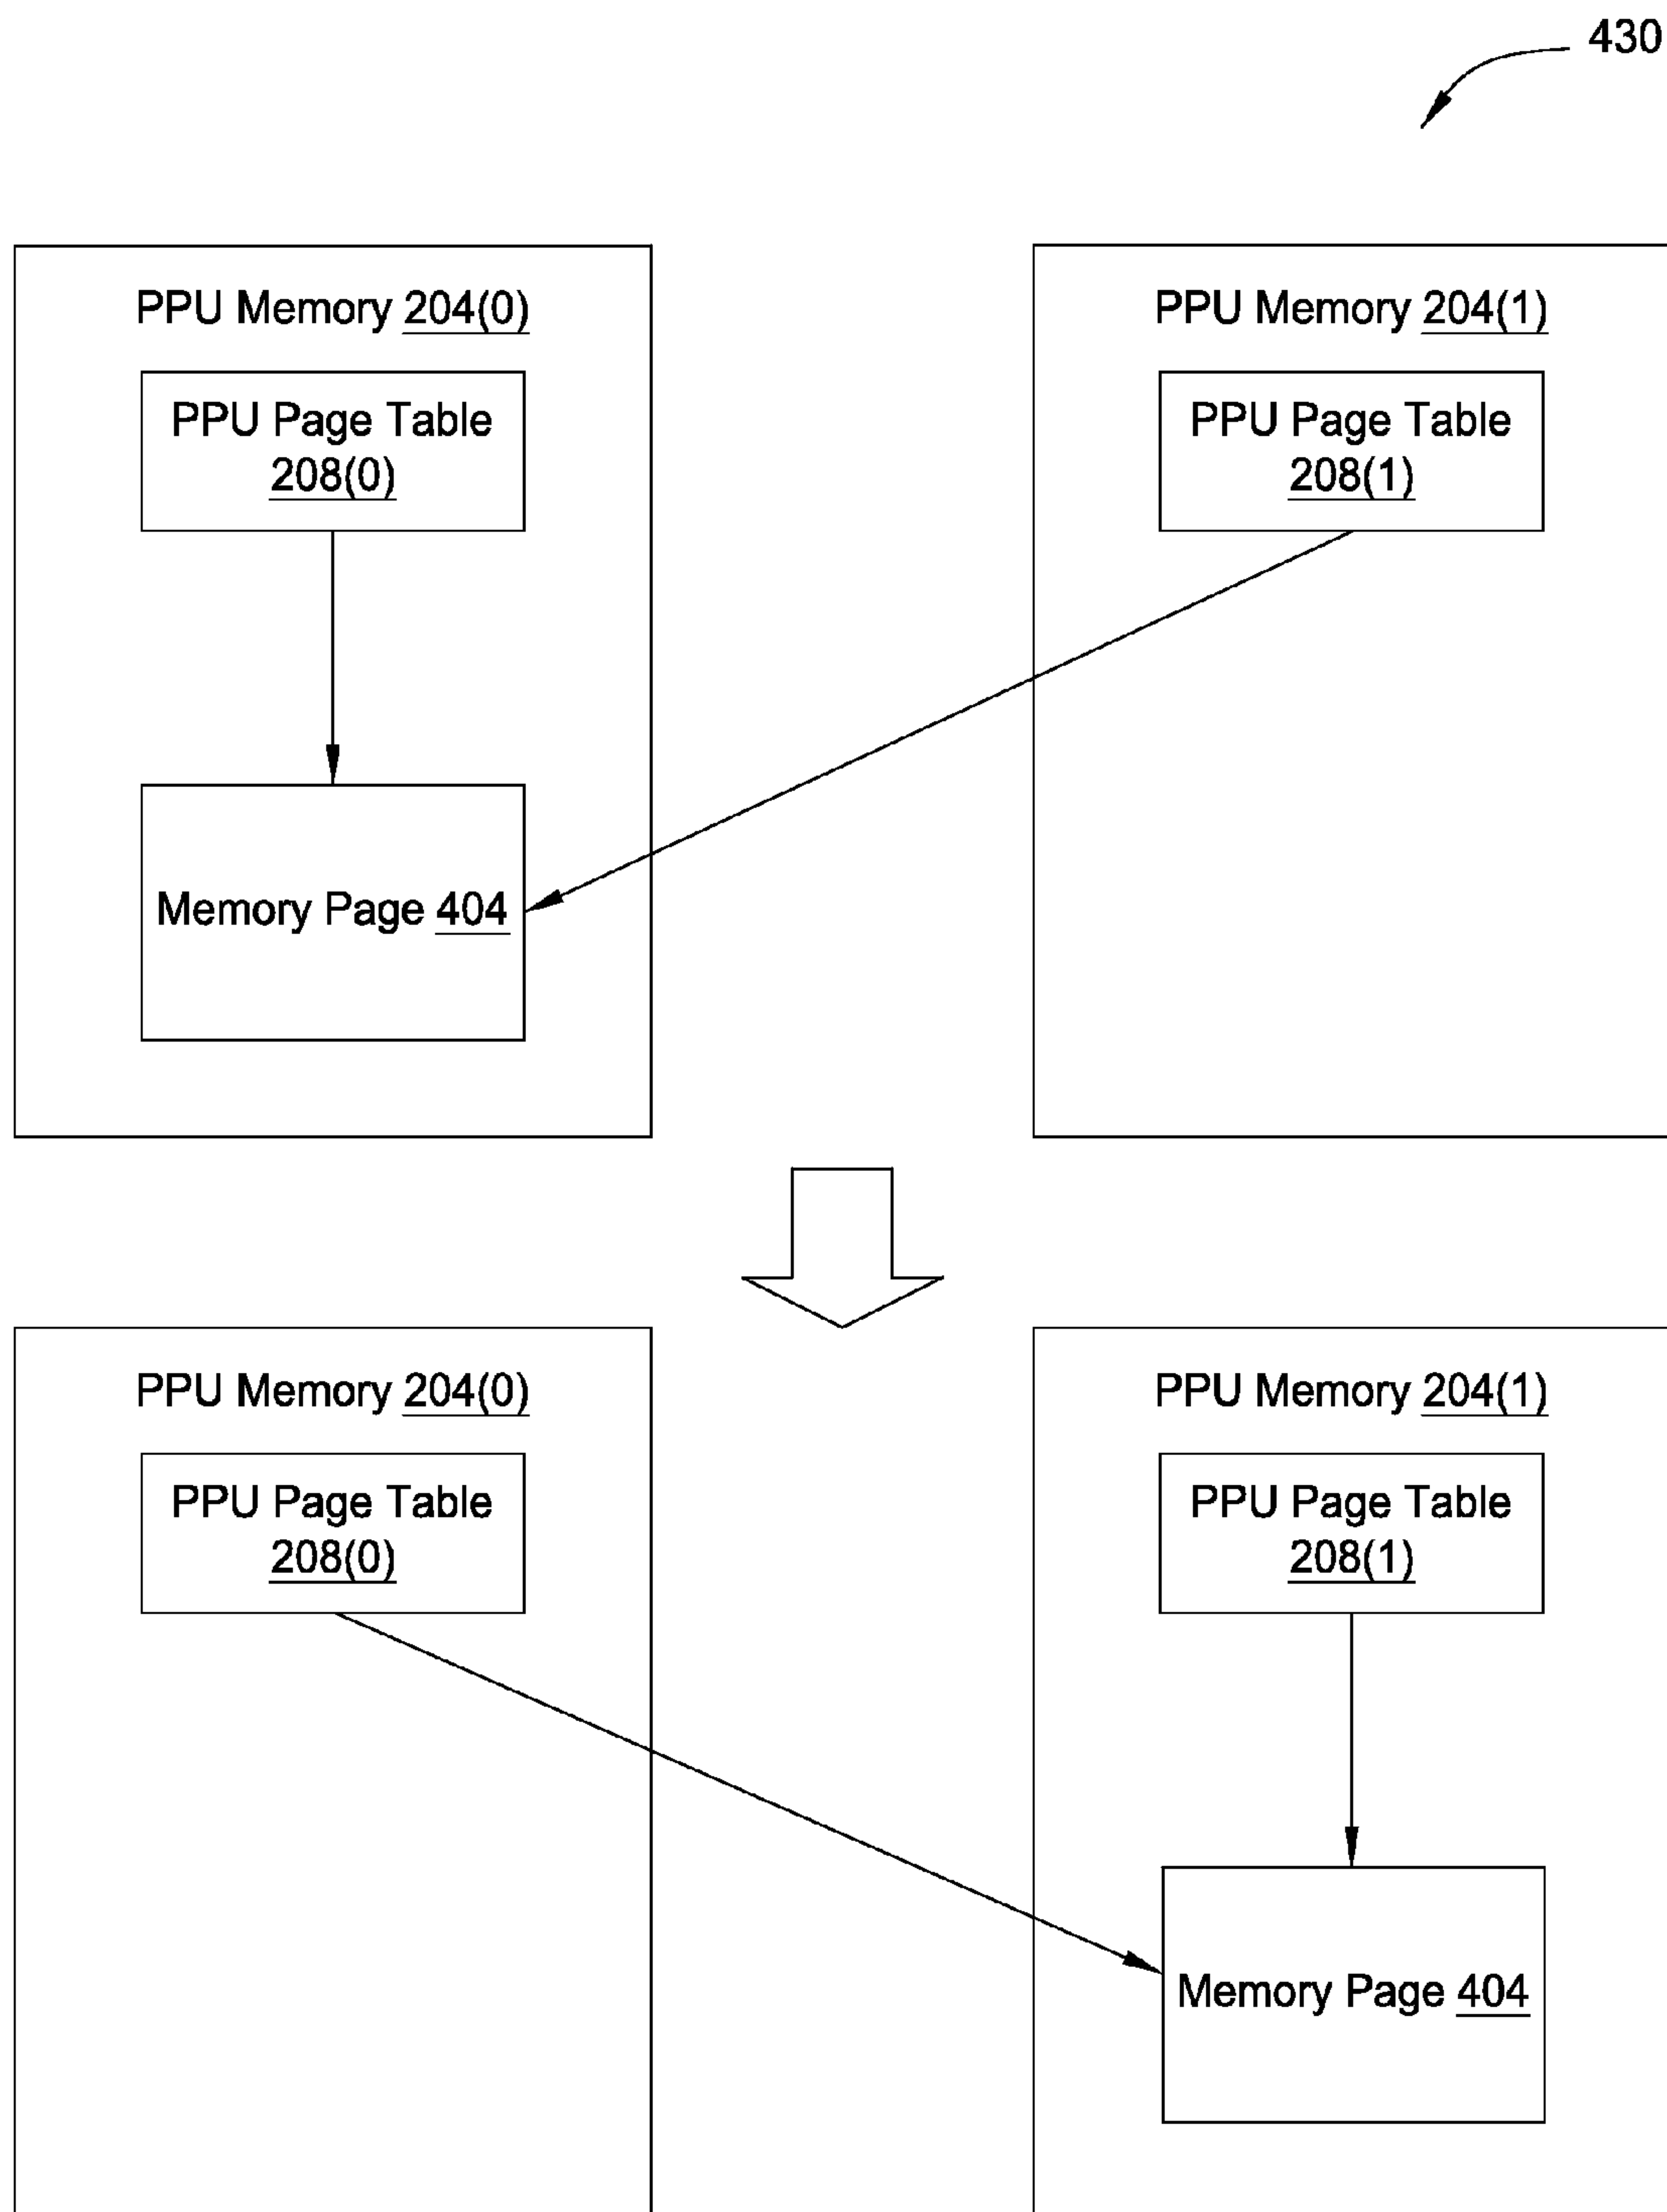 430
PPU Memory 204(0)
PPU Page Table
208(0)
Memory Page 404
PPU Memory 204(1)
PPU Page Table
208(1)
PPU Memory 204(0)
PPU Page Table
208(0)
PPU Memory 204(1)
PPU Page Table
208(1)
Memory Page 404